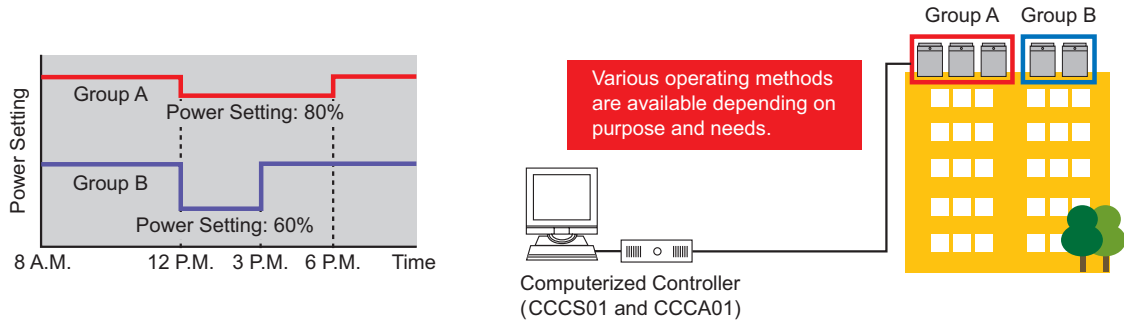 Power Setting
Group A
Power Setting: 80%
Group B
Power Setting: 60%
8 A.M.
12 P.M.
3 P.M.
6 P.M.
Time
Group A
Group B
Various operating methods
are available depending on
purpose and needs.
Computerized Controller
(CCCS01 and CCCA01)